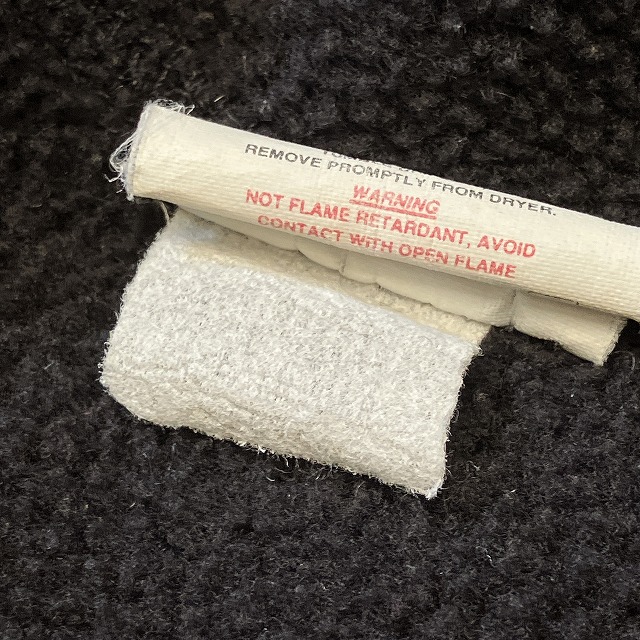 REMOVE PROMPTLY FROM DRYER.
WARNING
NOT FLAME RETARDANT, AVOID
CONTACT WITH OPEN FLAME